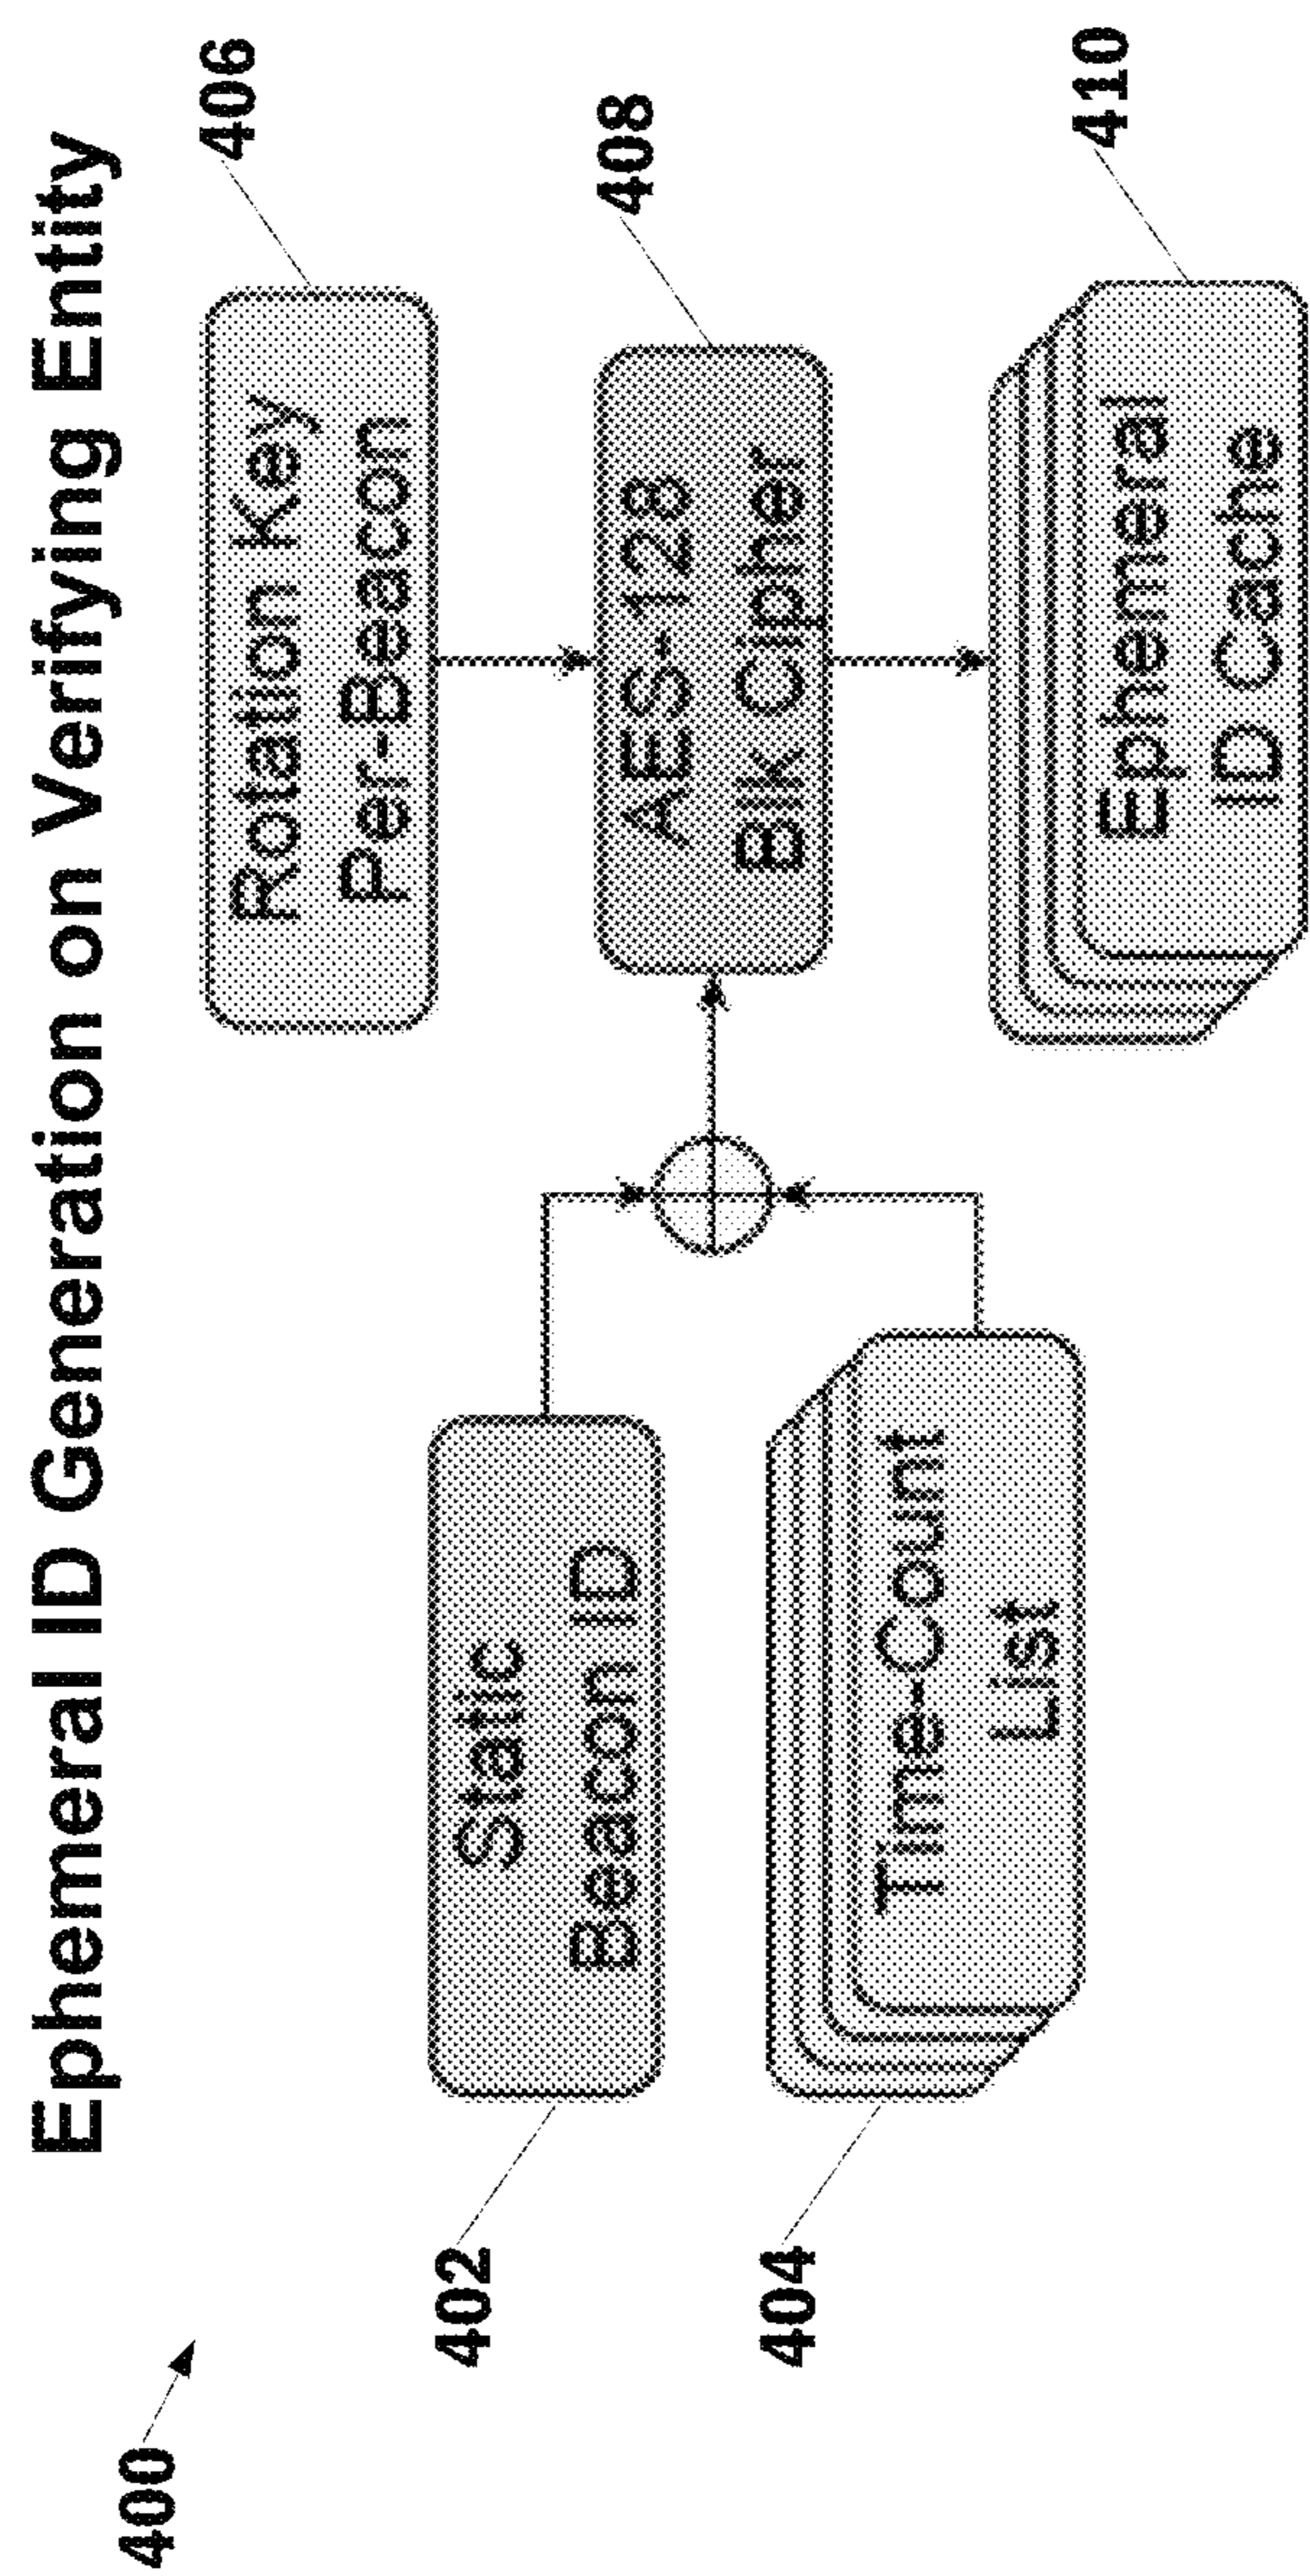 Ephemeral ID Generation on Verifying Entity
400
406
Rotation Key
Per-Beacon
402
Static
Beacon ID
408
AES-128
Blk Cipher
404
Time-Count
List
410
Ephemeral
ID Cache